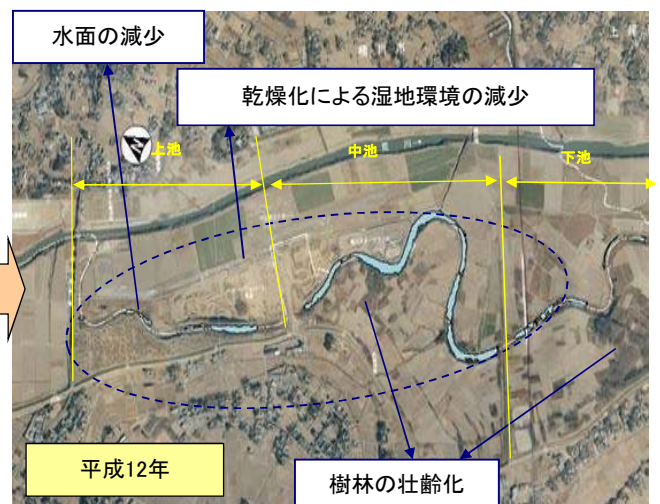 水面の減少
乾燥化による湿地環境の減少
上池
中池
下池
平成12年
樹林の壮齢化